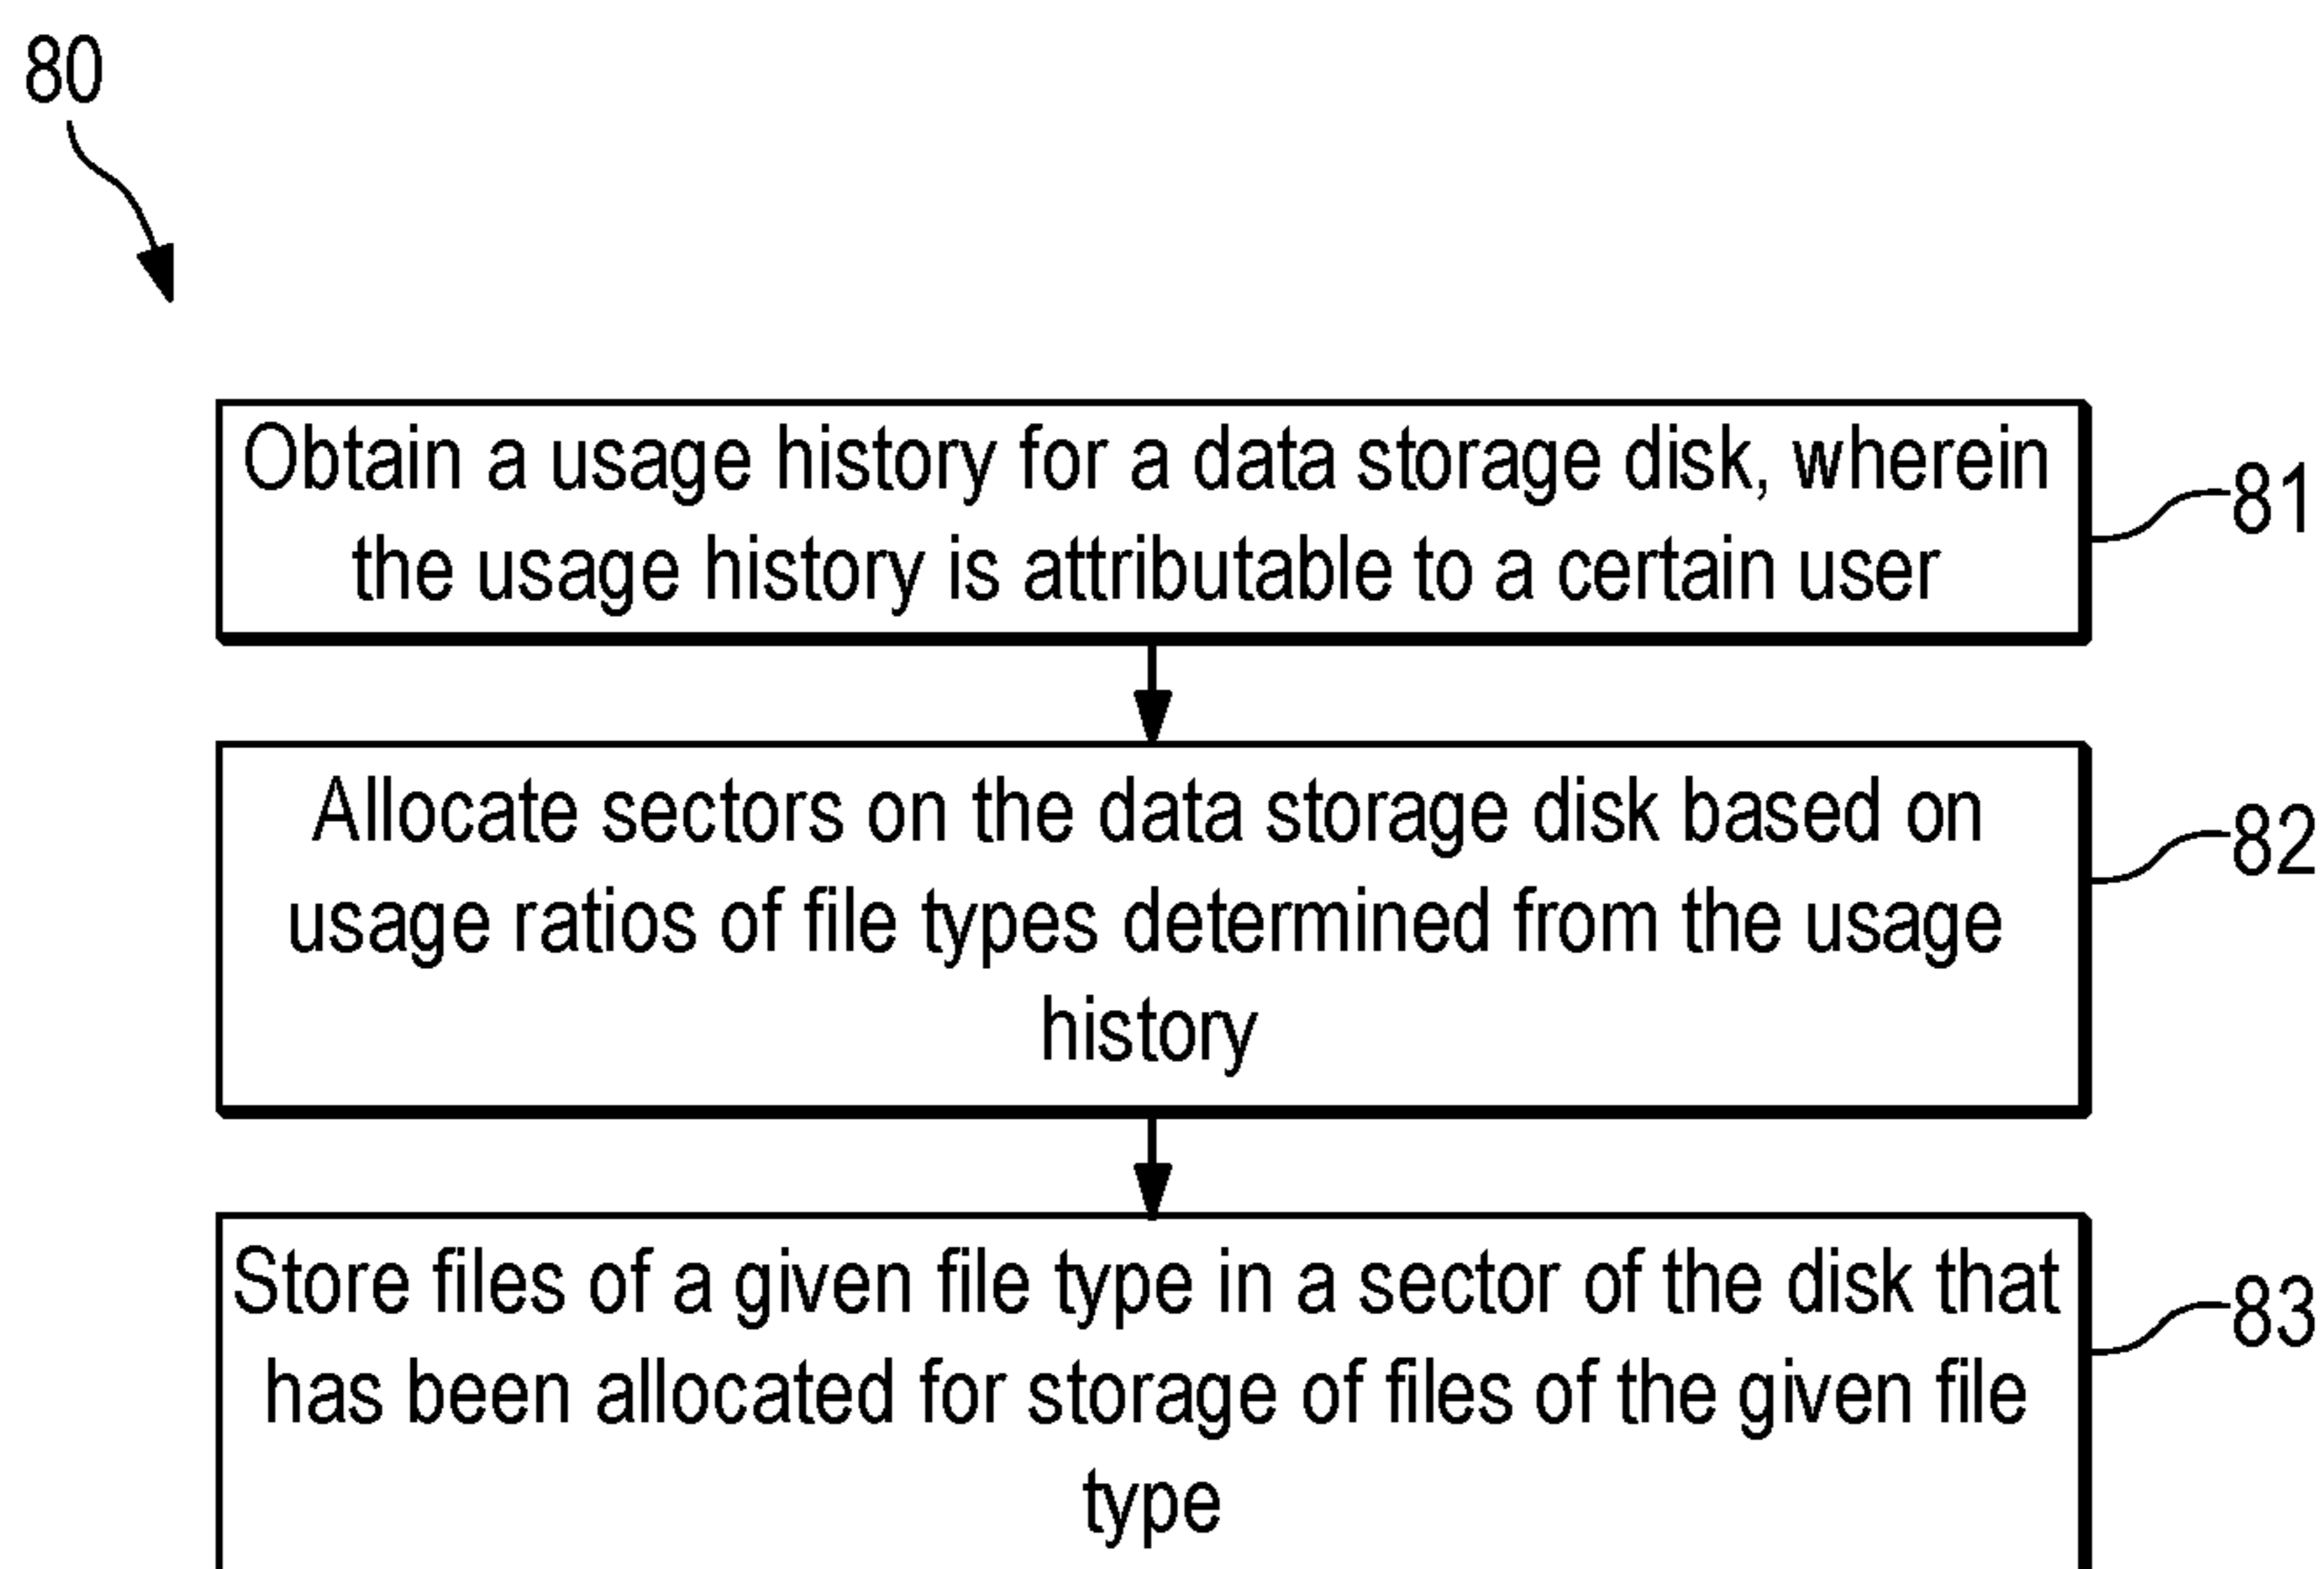 80
Obtain a usage history for a data storage disk, wherein
the usage history is attributable to a certain user
81
Allocate sectors on the data storage disk based on
usage ratios of file types determined from the usage
history
82
Store files of a given file type in a sector of the disk that
has been allocated for storage of files of the given file
type
83